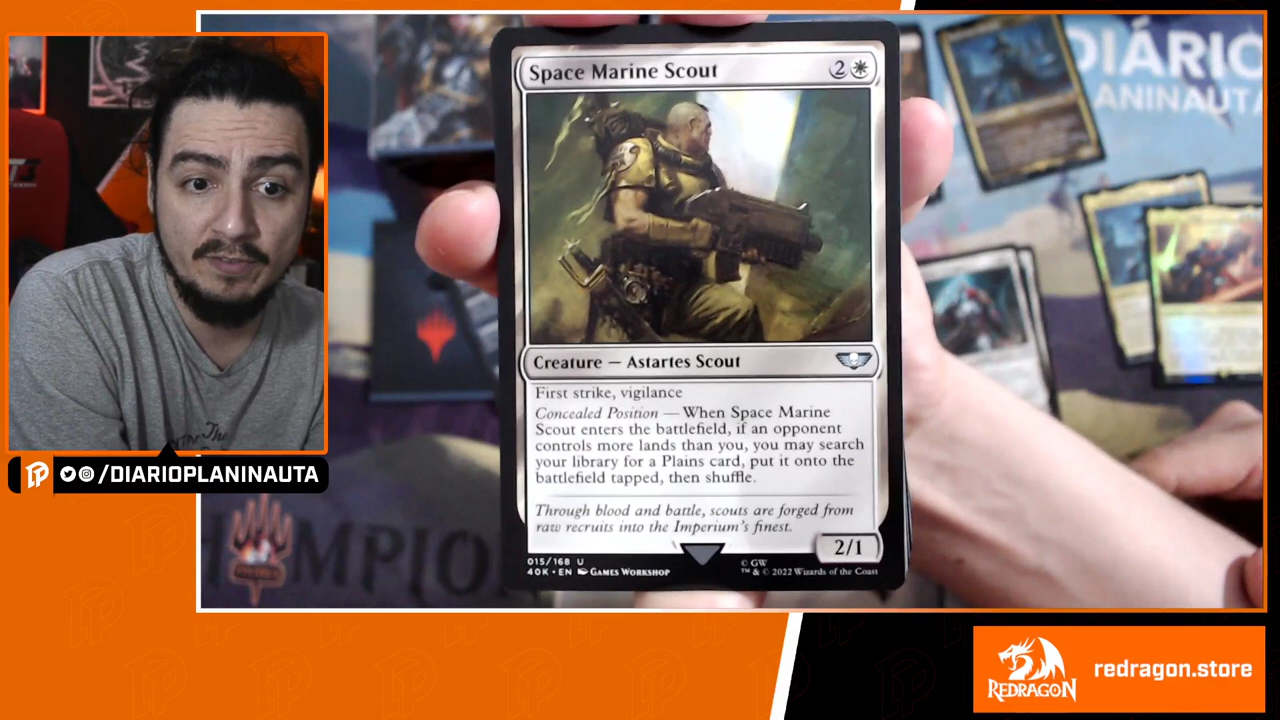 Space Marine Scout
2
Creature — Astartes Scout
First strike, vigilance
Concealed Position — When Space Marine
Scout enters the battlefield, if an opponent
controls more lands than you, you may search
your library for a Plains card, put it onto the
battlefield tapped, then shuffle.
Through blood and battle, scouts are forged from
raw recruits into the Imperium's finest.
2/1
015/168 U
40K • EN GAMES WORKSHOP
© GW
™ & © 2022 Wizards of the Coast
DIÁRIO
ANINAUTA
The
/DIARIOPLANINAUTA
HAMPION
REDRAGON
redragon.store